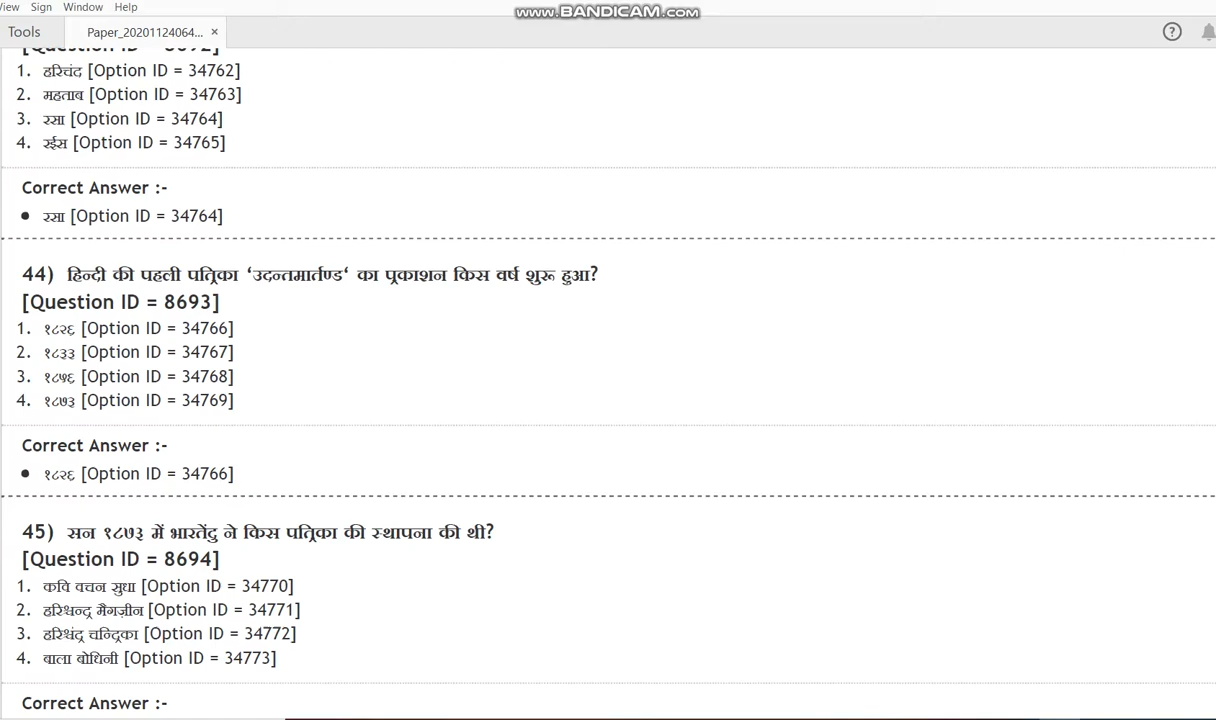 View Sign Window Help
www.BANDICAM.com
Tools Paper_20201124064... ×
[Question ID = 8692]
1. हरिचंद [Option ID = 34762]
2. महताब [Option ID = 34763]
3. रसा [Option ID = 34764]
4. रईस [Option ID = 34765]
Correct Answer :-
• रसा [Option ID = 34764]
44) हिन्दी की पहली पत्रिका ‘उदन्तमार्तण्ड‘ का प्रकाशन किस वर्ष शुरू हुआ?
[Question ID = 8693]
1. १८२६ [Option ID = 34766]
2. १८३३ [Option ID = 34767]
3. १८७६ [Option ID = 34768]
4. १८७३ [Option ID = 34769]
Correct Answer :-
• १८२६ [Option ID = 34766]
45) सन १८७३ में भारतेंदु ने किस पत्रिका की स्थापना की थी?
[Question ID = 8694]
1. कवि वचन सुधा [Option ID = 34770]
2. हरिश्चन्द्र मैगज़ीन [Option ID = 34771]
3. हरिश्चंद्र चन्द्रिका [Option ID = 34772]
4. बाला बोधिनी [Option ID = 34773]
Correct Answer :-